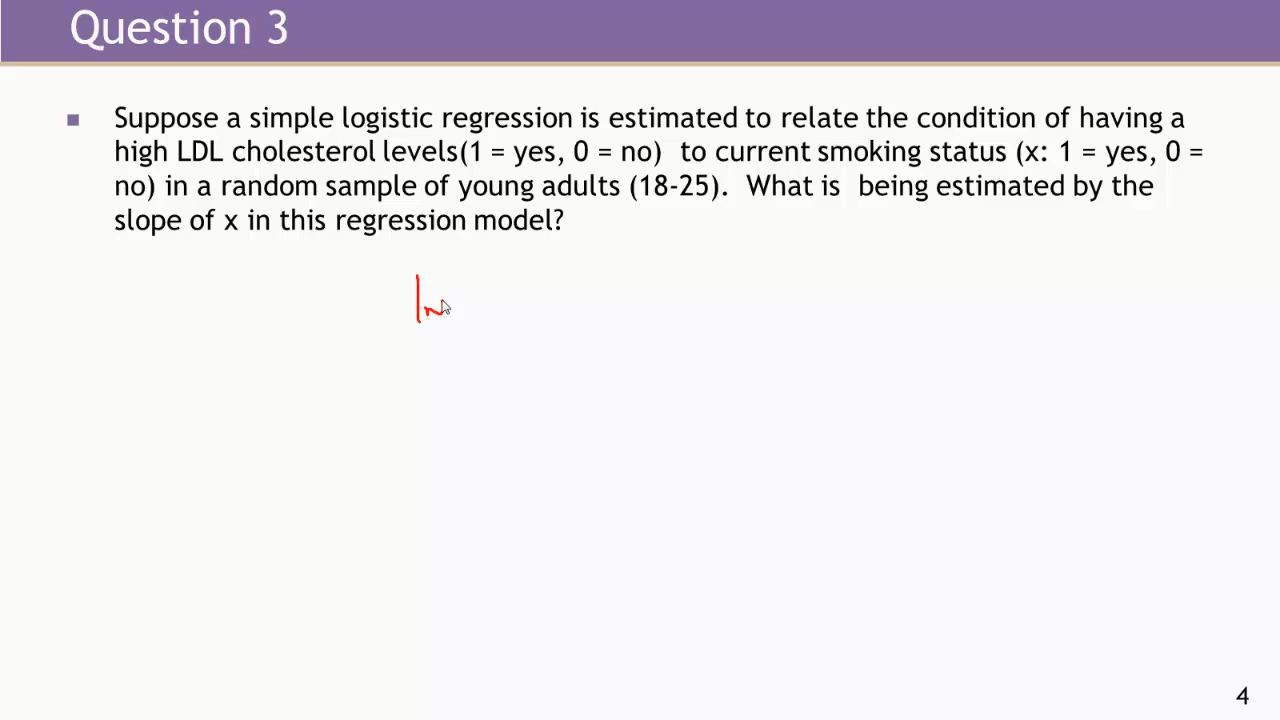 Question 3
Suppose a simple logistic regression is estimated to relate the condition of having a
high LDL cholesterol levels(1 = yes, 0 = no) to current smoking status (x: 1 = yes, 0 =
no) in a random sample of young adults (18-25). What is being estimated by the
slope of x in this regression model?
ln
4